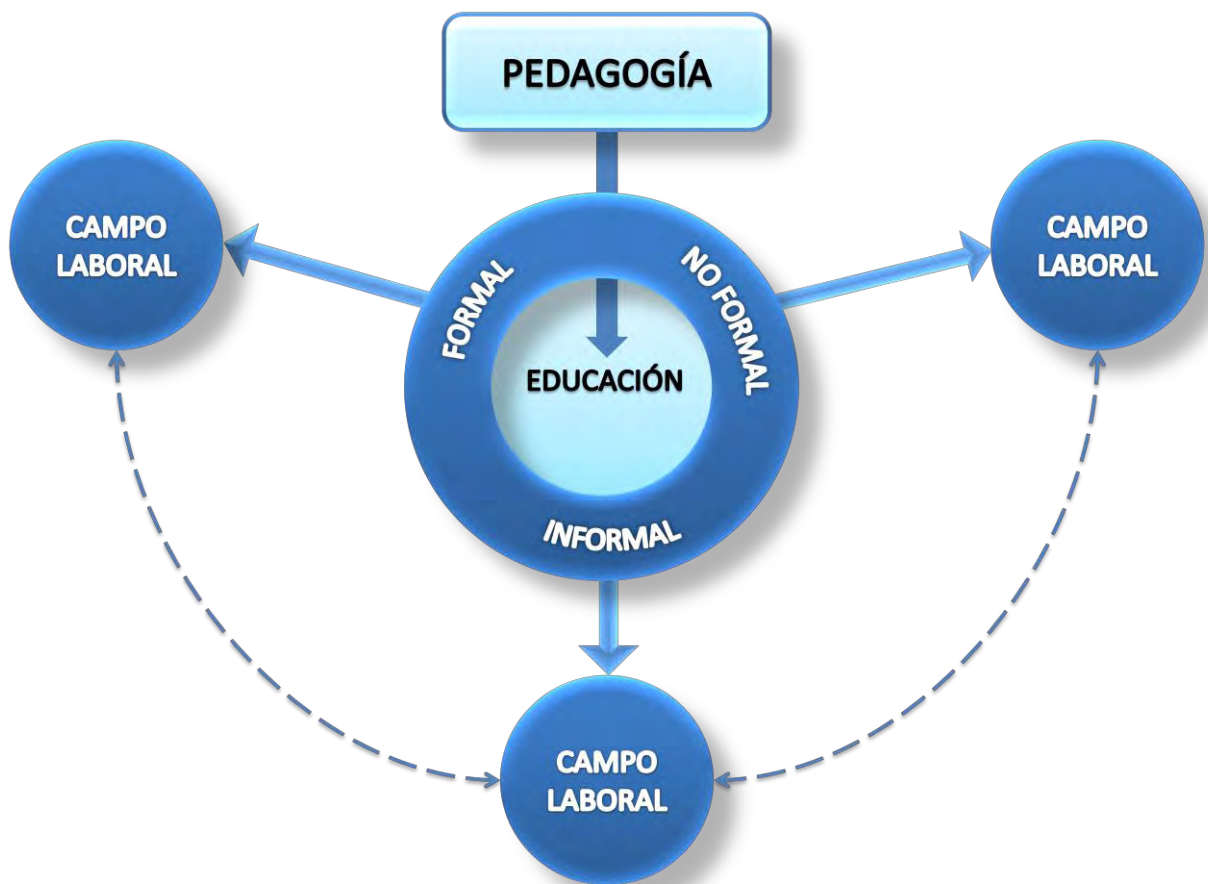 PEDAGOGÍA
CAMPO
LABORAL
CAMPO
LABORAL
FORMAL
NO FORMAL
EDUCACIÓN
INFORMAL
CAMPO
LABORAL